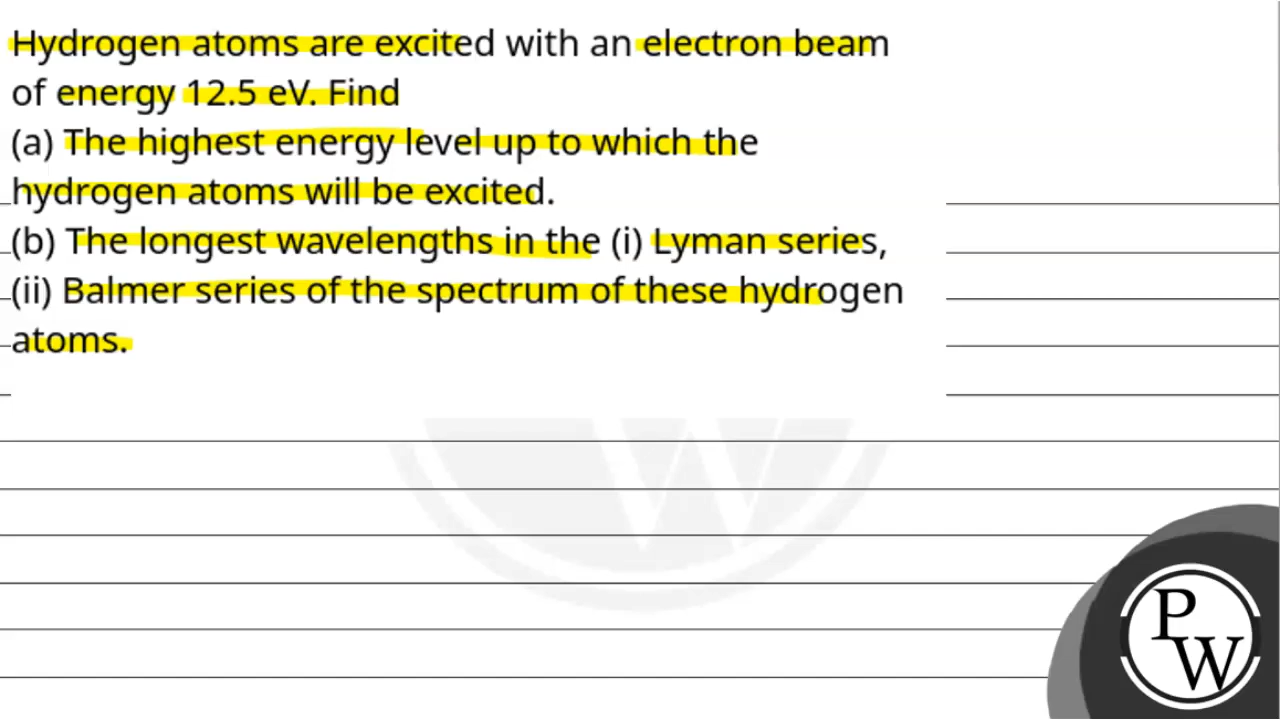 Hydrogen atoms are excited with an electron beam
of energy 12.5 eV. Find
(a) The highest energy level up to which the
hydrogen atoms will be excited.
(b) The longest wavelengths in the (i) Lyman series,
(ii) Balmer series of the spectrum of these hydrogen
atoms.
W
P
W